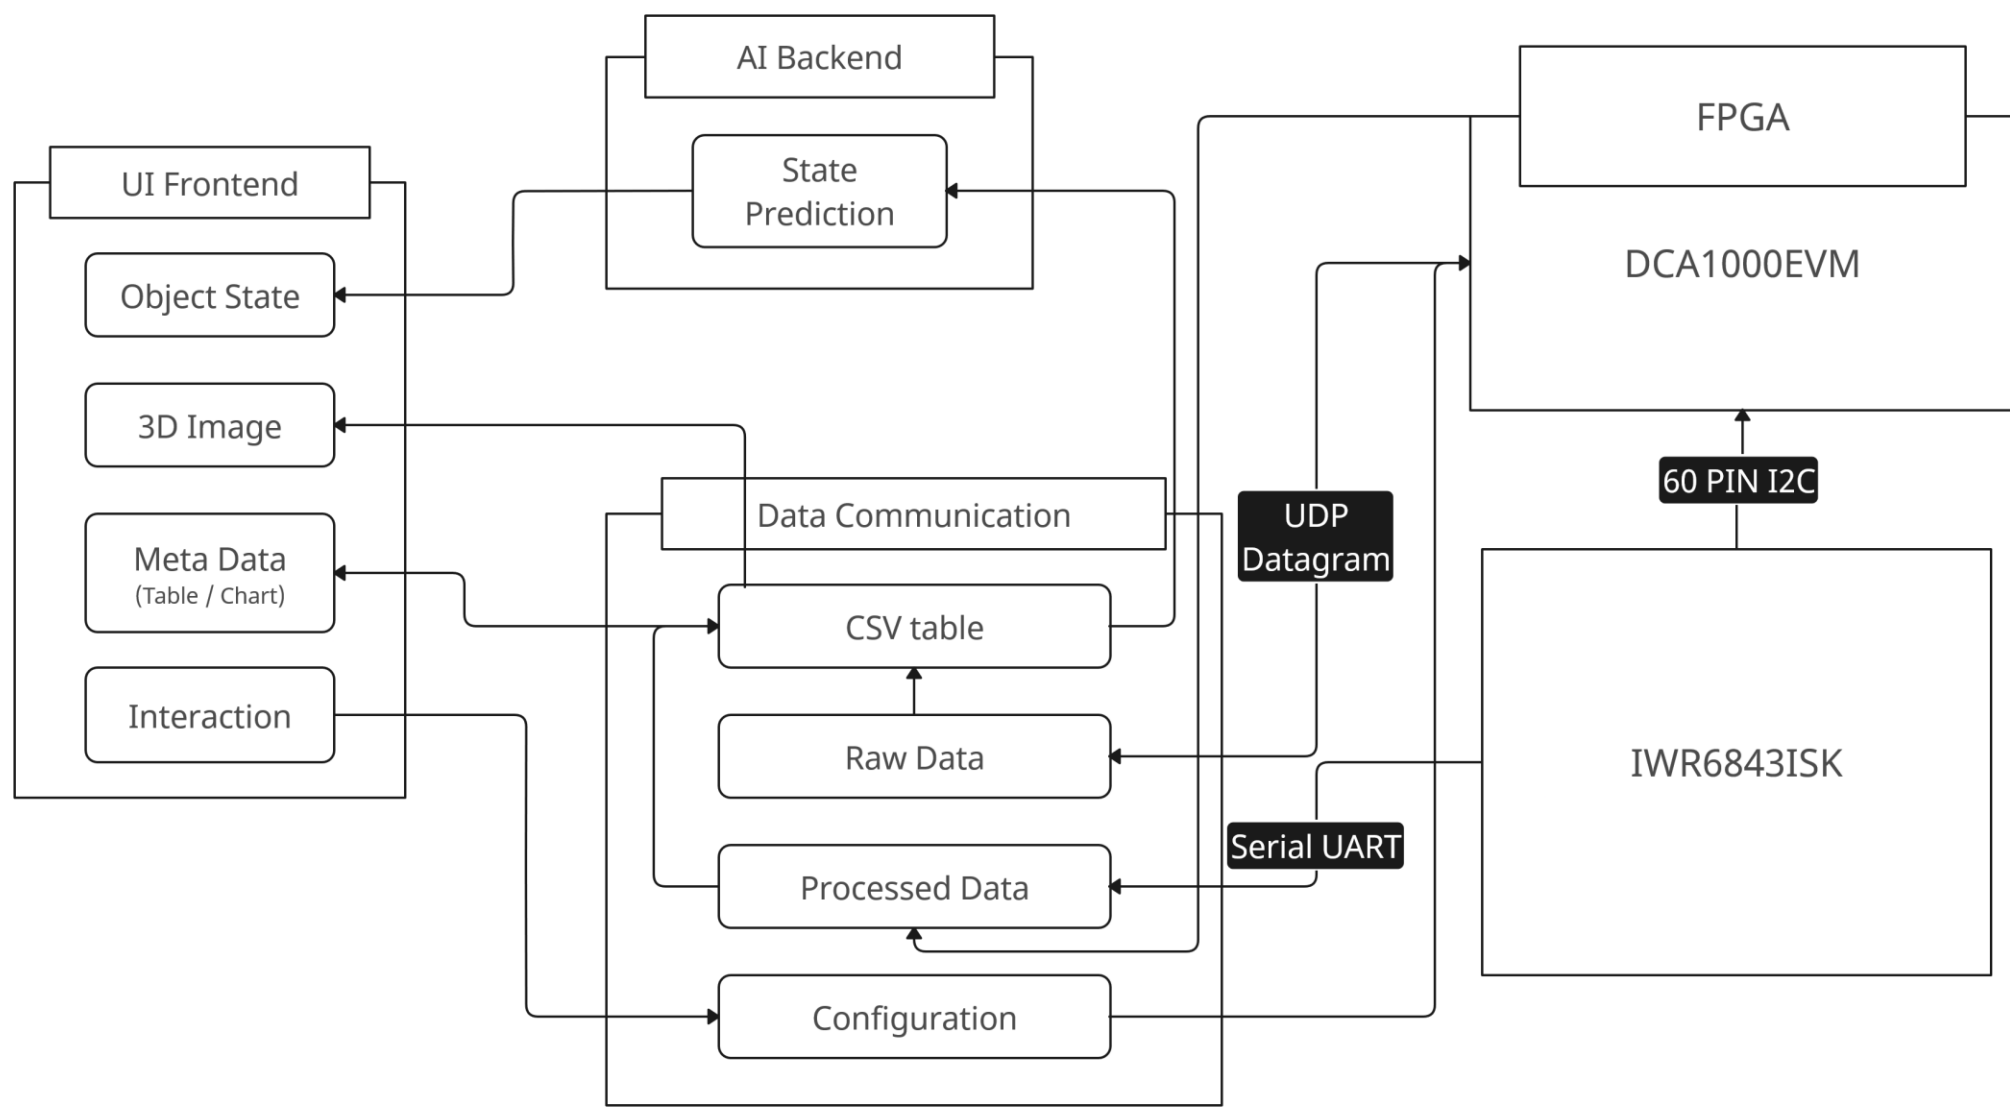 AI Backend
State
Prediction
UI Frontend
Object State
3D Image
Meta Data
(Table / Chart)
Interaction
Data Communication
CSV table
Raw Data
Processed Data
Configuration
UDP
Datagram
Serial UART
FPGA
DCA1000EVM
60 PIN I2C
IWR6843ISK